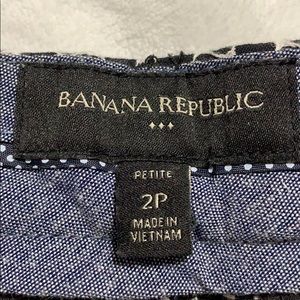 BANANA REPUBLIC
PETITE
2P
MADE IN
VIETNAM